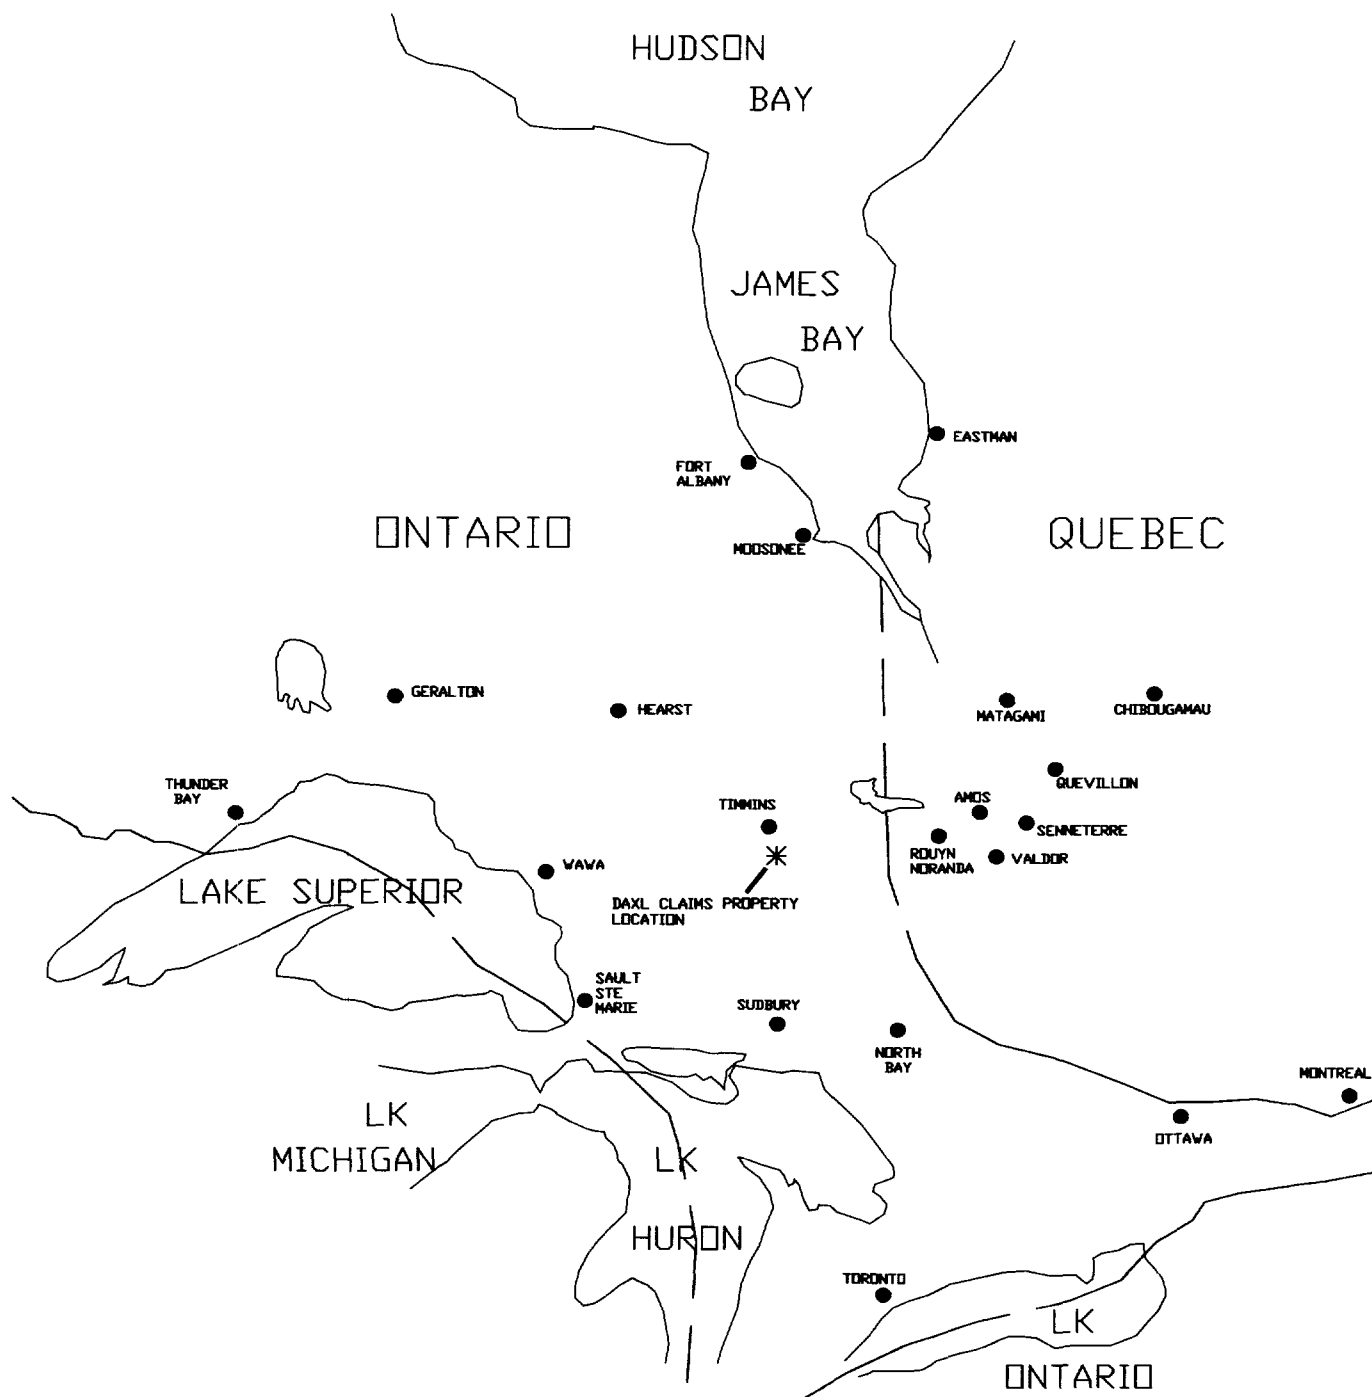 HUDSON
BAY
JAMES
BAY
EASTMAN
FORT
ALBANY
ONTARIO
QUEBEC
MOOSONEE
GERALTON
HEARST
MATAGAMI
CHIBOUGAMAU
THUNDER
BAY
QUEVILLON
TIMMINS
AMOS
SENNETERRE
ROUYN
NORANDA
VALDOR
WAWA
LAKE SUPERIOR
DAXL CLAIMS PROPERTY
LOCATION
SAULT
STE
MARIE
SUDBURY
NORTH
BAY
MONTREAL
OTTAWA
LK
MICHIGAN
LK
HURON
TORONTO
LK
ONTARIO